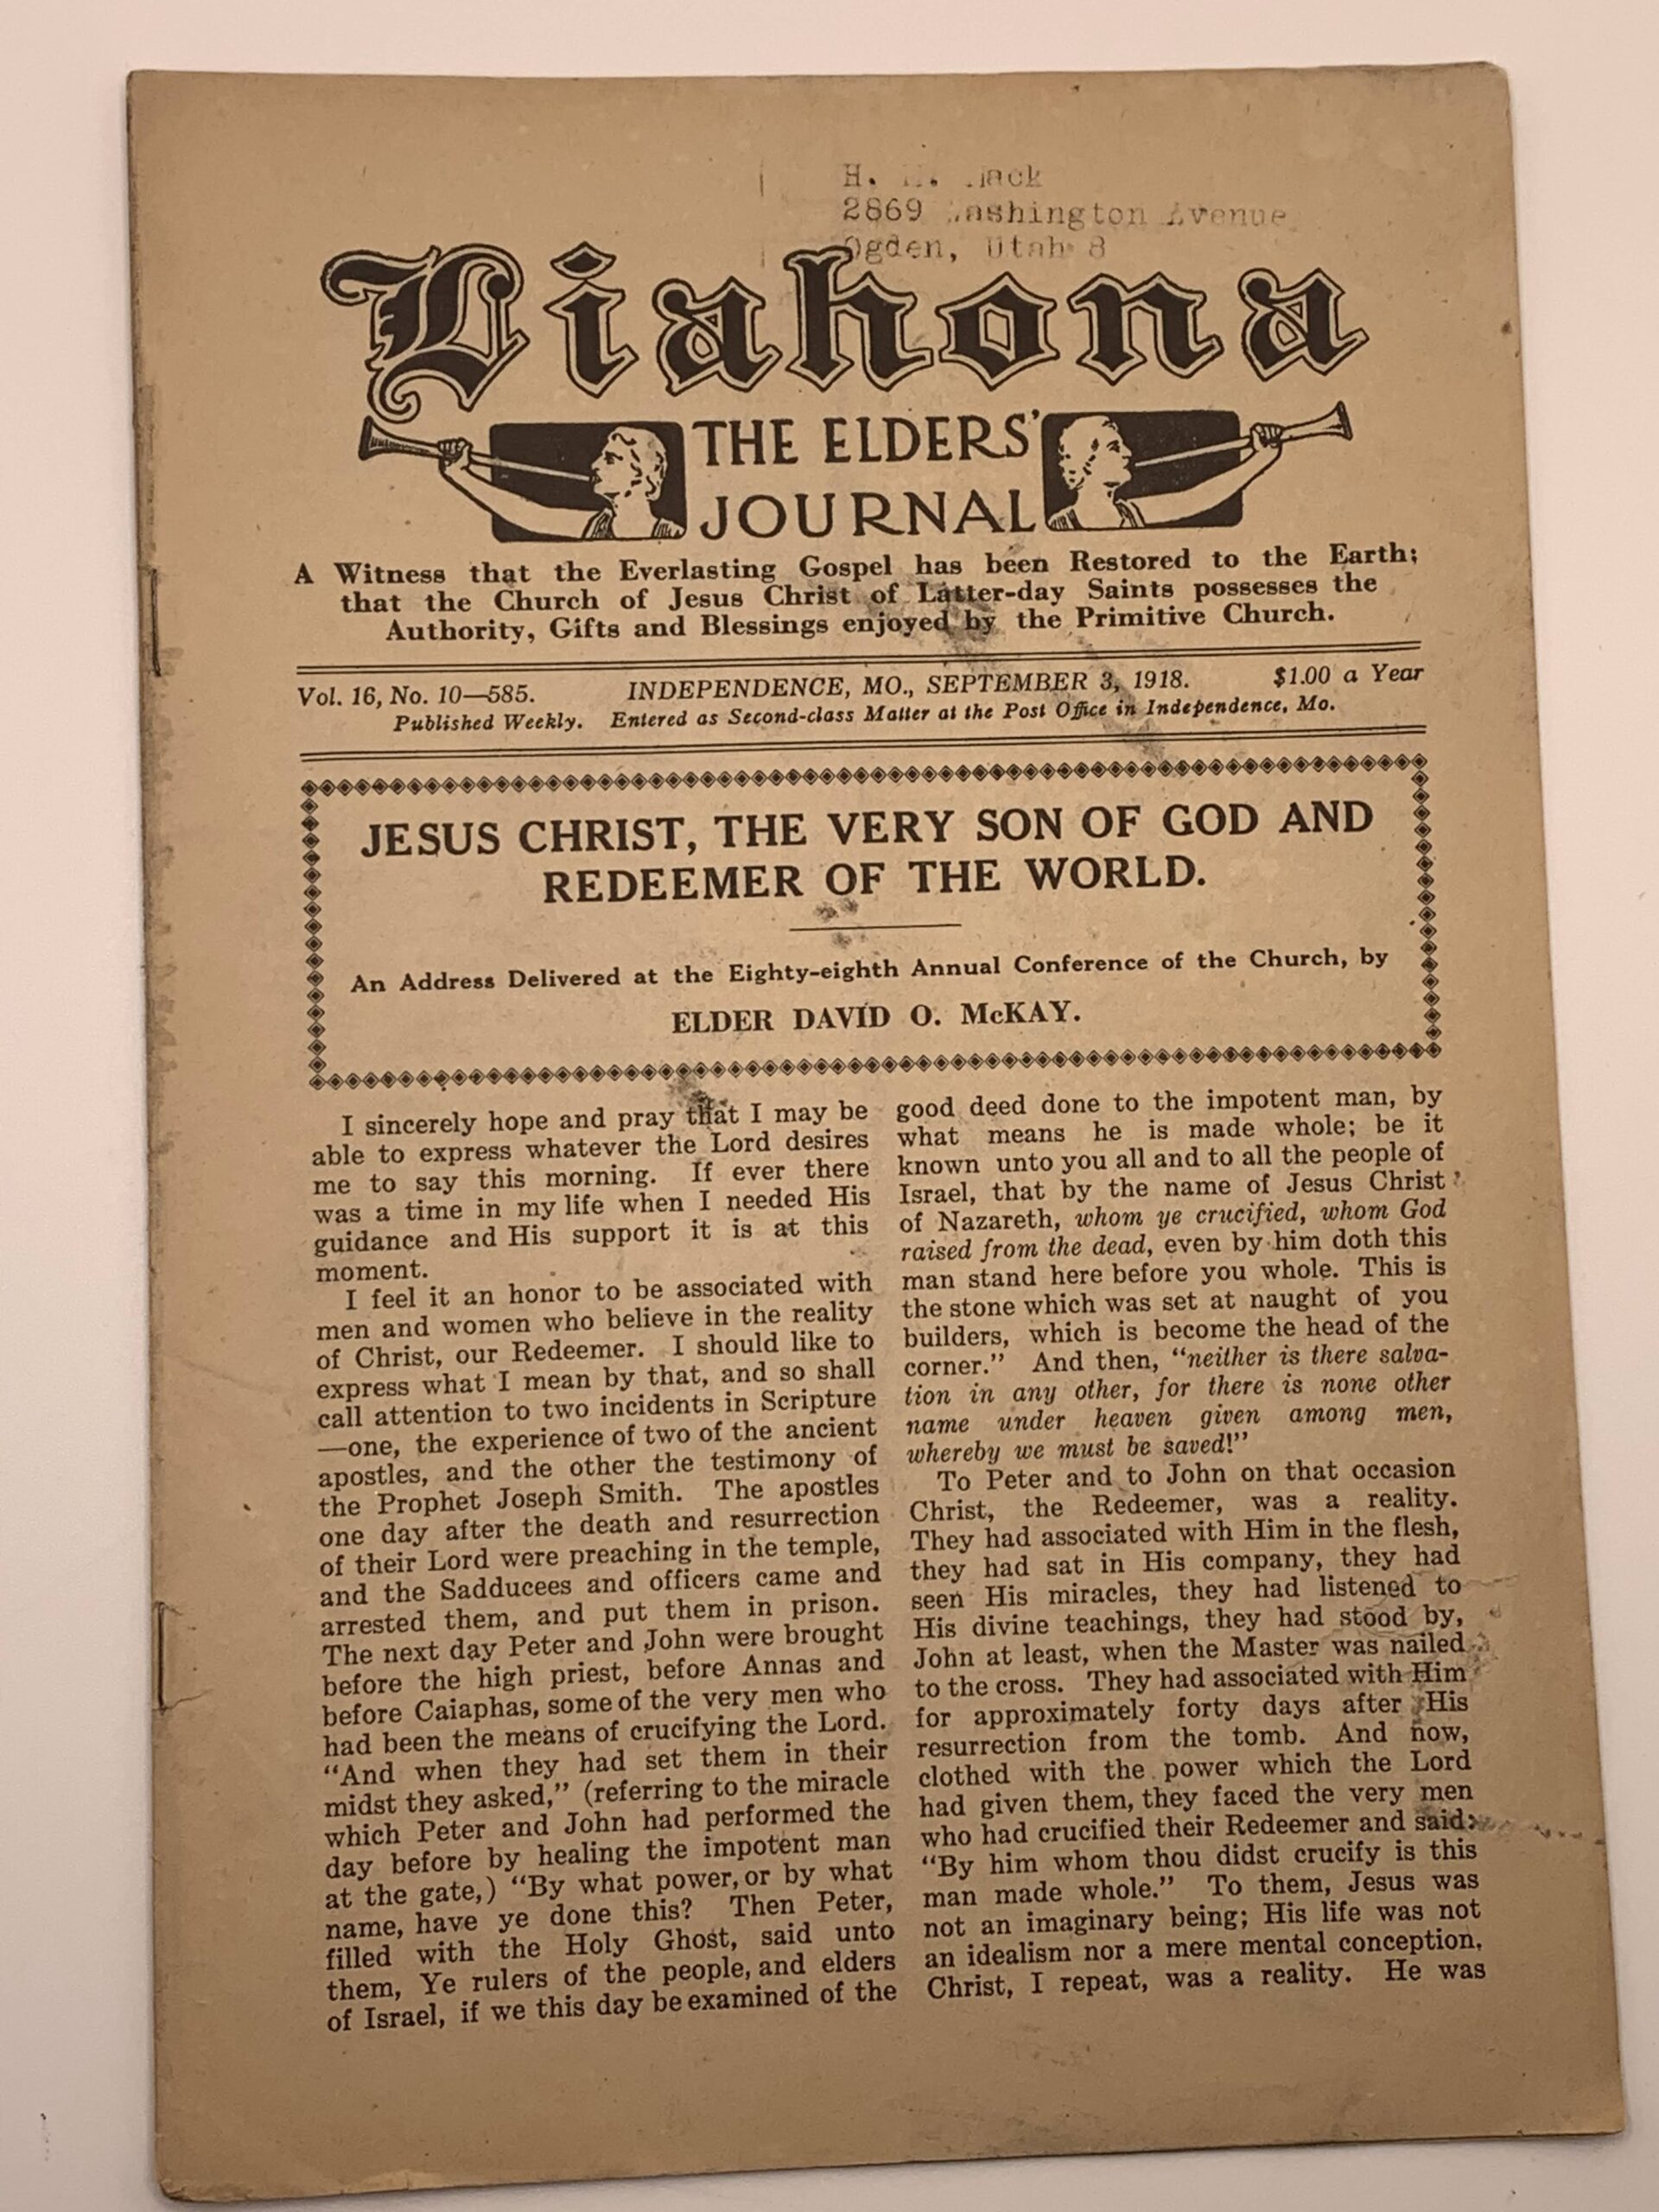 H.
2869 Avenue
Ogden, Utah 8
Liahona
THE ELDERS'
JOURNAL
A Witness that the Everlasting Gospel has been Restored to the Earth;
that the Church of Jesus Christ of Latter-day Saints possesses the
Authority, Gifts and Blessings enjoyed by the Primitive Church.
Vol. 16, No. 10—585. INDEPENDENCE, MO., SEPTEMBER 3, 1918. $1.00 a Year
Published Weekly. Entered as Second-class Matter at the Post Office in Independence, Mo.
JESUS CHRIST, THE VERY SON OF GOD AND
REDEEMER OF THE WORLD.
An Address Delivered at the Eighty-eighth Annual Conference of the Church, by
ELDER DAVID O. McKAY.
I sincerely hope and pray that I may be
able to express whatever the Lord desires
me to say this morning. If ever there
was a time in my life when I needed His
guidance and His support it is at this
moment.
I feel it an honor to be associated with
men and women who believe in the reality
of Christ, our Redeemer. I should like to
express what I mean by that, and so shall
call attention to two incidents in Scripture
—one, the experience of two of the ancient
apostles, and the other the testimony of
the Prophet Joseph Smith. The apostles
one day after the death and resurrection
of their Lord were preaching in the temple,
and the Sadducees and officers came and
arrested them, and put them in prison.
The next day Peter and John were brought
before the high priest, before Annas and
before Caiaphas, some of the very men who
had been the means of crucifying the Lord.
"And when they had set them in their
midst they asked," (referring to the miracle
which Peter and John had performed the
day before by healing the impotent man
at the gate,) "By what power, or by what
name, have ye done this? Then Peter,
filled with the Holy Ghost, said unto
them, Ye rulers of the people, and elders
of Israel, if we this day be examined of the
good deed done to the impotent man, by
what means he is made whole; be it
known unto you all and to all the people of
Israel, that by the name of Jesus Christ
of Nazareth, whom ye crucified, whom God
raised from the dead, even by him doth this
man stand here before you whole. This is
the stone which was set at naught of you
builders, which is become the head of the
corner." And then, "neither is there salva-
tion in any other, for there is none other
name under heaven given among men,
whereby we must be saved!"
To Peter and to John on that occasion
Christ, the Redeemer, was a reality.
They had associated with Him in the flesh,
they had sat in His company, they had
seen His miracles, they had listened to
His divine teachings, they had stood by,
John at least, when the Master was nailed
to the cross. They had associated with Him
for approximately forty days after His
resurrection from the tomb. And now,
clothed with the power which the Lord
had given them, they faced the very men
who had crucified their Redeemer and said:
"By him whom thou didst crucify is this
man made whole." To them, Jesus was
not an imaginary being; His life was not
an idealism nor a mere mental conception.
Christ, I repeat, was a reality. He was